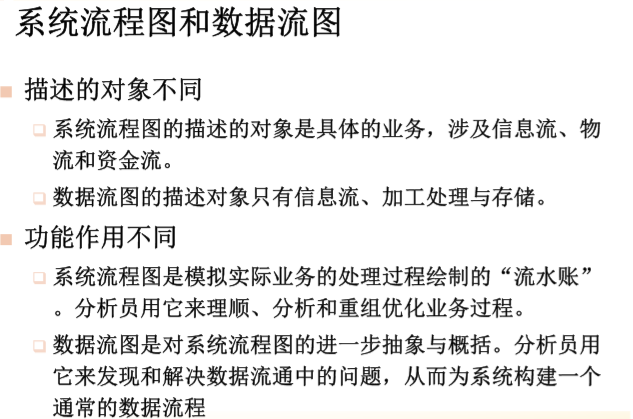 系统流程图和数据流图
描述的对象不同
系统流程图的描述的对象是具体的业务，涉及信息流、物
流和资金流。
数据流图的描述对象只有信息流、加工处理与存储。
功能作用不同
系统流程图是模拟实际业务的处理过程绘制的“流水账”
。分析员用它来理顺、分析和重组优化业务过程。
数据流图是对系统流程图的进一步抽象与概括。分析员用
它来发现和解决数据流通中的问题，从而为系统构建一个
通常的数据流程